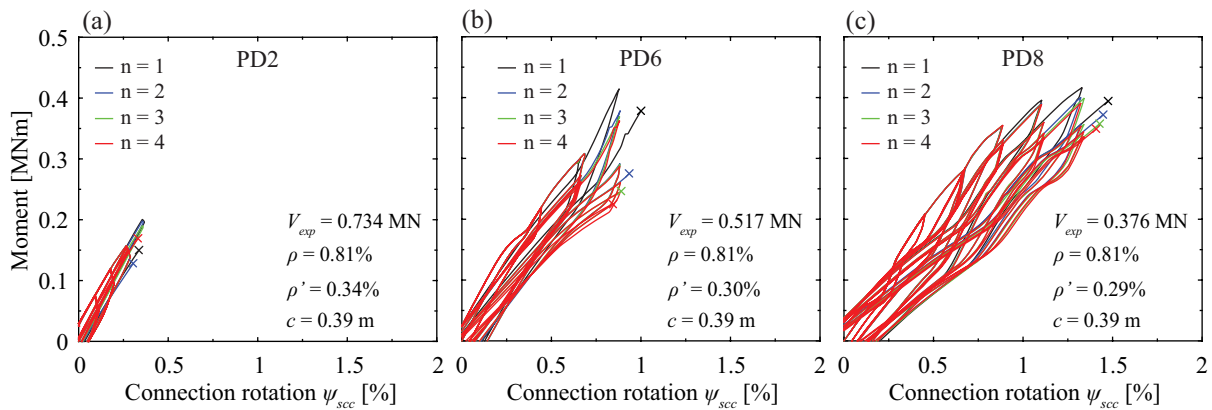 (a)
PD2
n = 1
n = 2
n = 3
n = 4
V_exp = 0.734 MN
ρ = 0.81%
ρ' = 0.34%
c = 0.39 m
Moment [MNm]
0.5
0.4
0.3
0.2
0.1
0
0 0.5 1 1.5 2
Connection rotation ψ_scc [%]
(b)
PD6
n = 1
n = 2
n = 3
n = 4
V_exp = 0.517 MN
ρ = 0.81%
ρ' = 0.30%
c = 0.39 m
0 0.5 1 1.5 2
Connection rotation ψ_scc [%]
(c)
PD8
n = 1
n = 2
n = 3
n = 4
V_exp = 0.376 MN
ρ = 0.81%
ρ' = 0.29%
c = 0.39 m
0 0.5 1 1.5 2
Connection rotation ψ_scc [%]